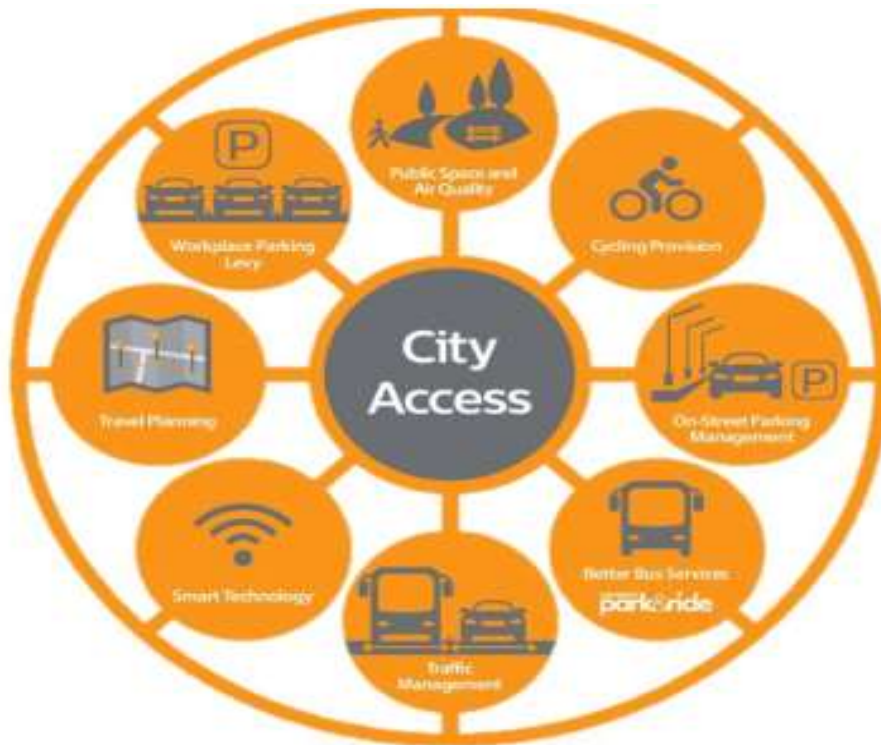 City
Access
Public Space and
Air Quality
Cycling Provision
P
On-Street Parking
Management
Better Bus Services
park&ride
Traffic
Management
Smart Technology
Travel Planning
P
Workplace Parking
Levy